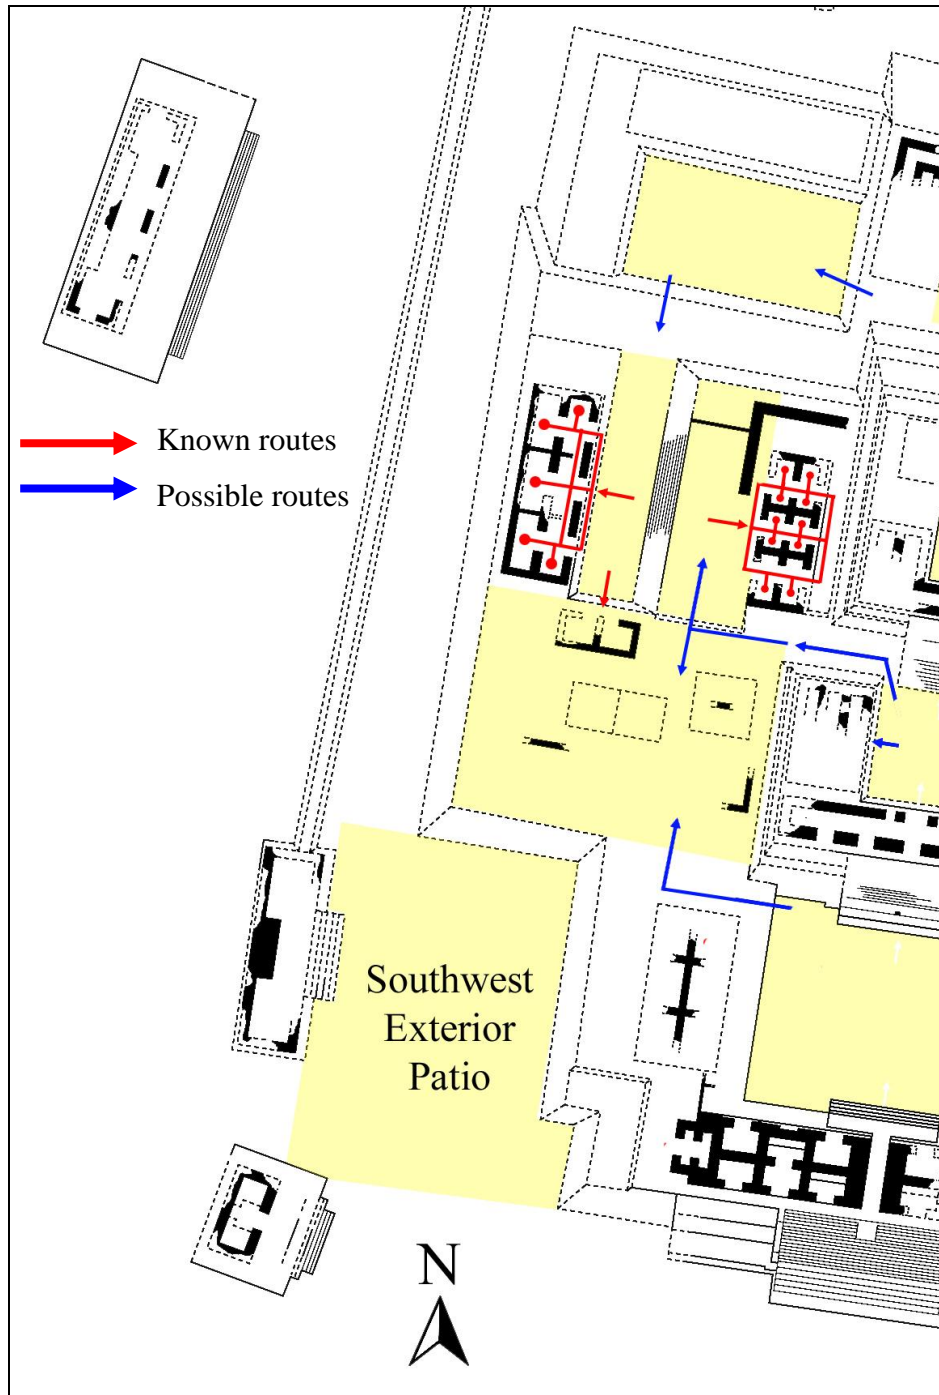 Known routes
Possible routes
Southwest
Exterior
Patio
N